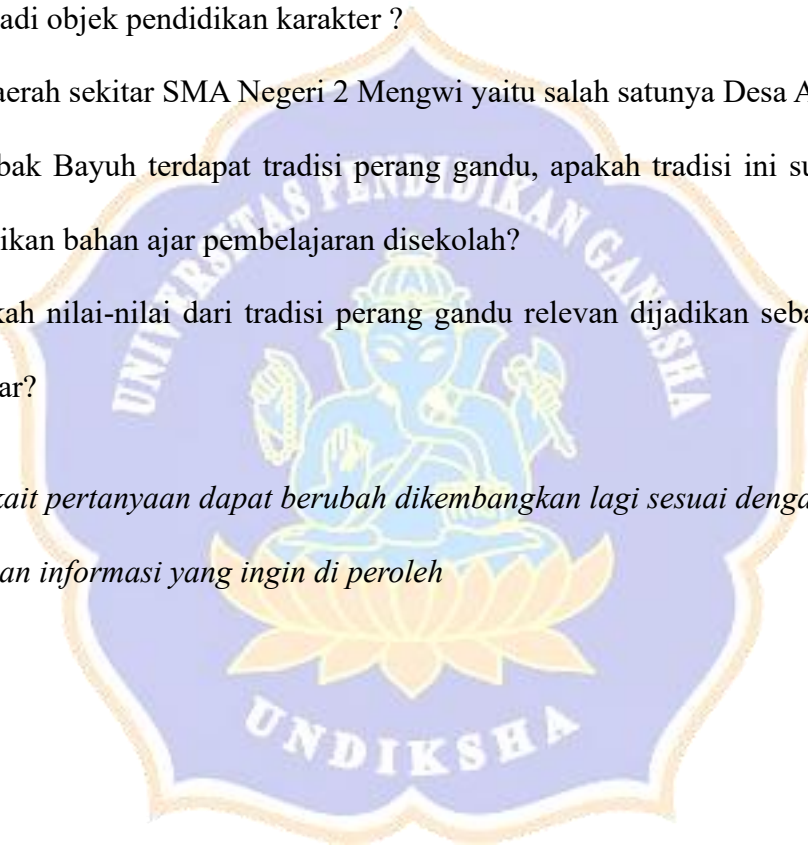 adi objek pendidikan karakter ?
aerah sekitar SMA Negeri 2 Mengwi yaitu salah satunya Desa A
bak Bayuh terdapat tradisi perang gandu, apakah tradisi ini su
ikan bahan ajar pembelajaran disekolah?
kah nilai-nilai dari tradisi perang gandu relevan dijadikan seba
ar?
kait pertanyaan dapat berubah dikembangkan lagi sesuai denga
an informasi yang ingin di peroleh
UNIVERSITAS PENDIDIKAN GANESHA
UNDIKSHA